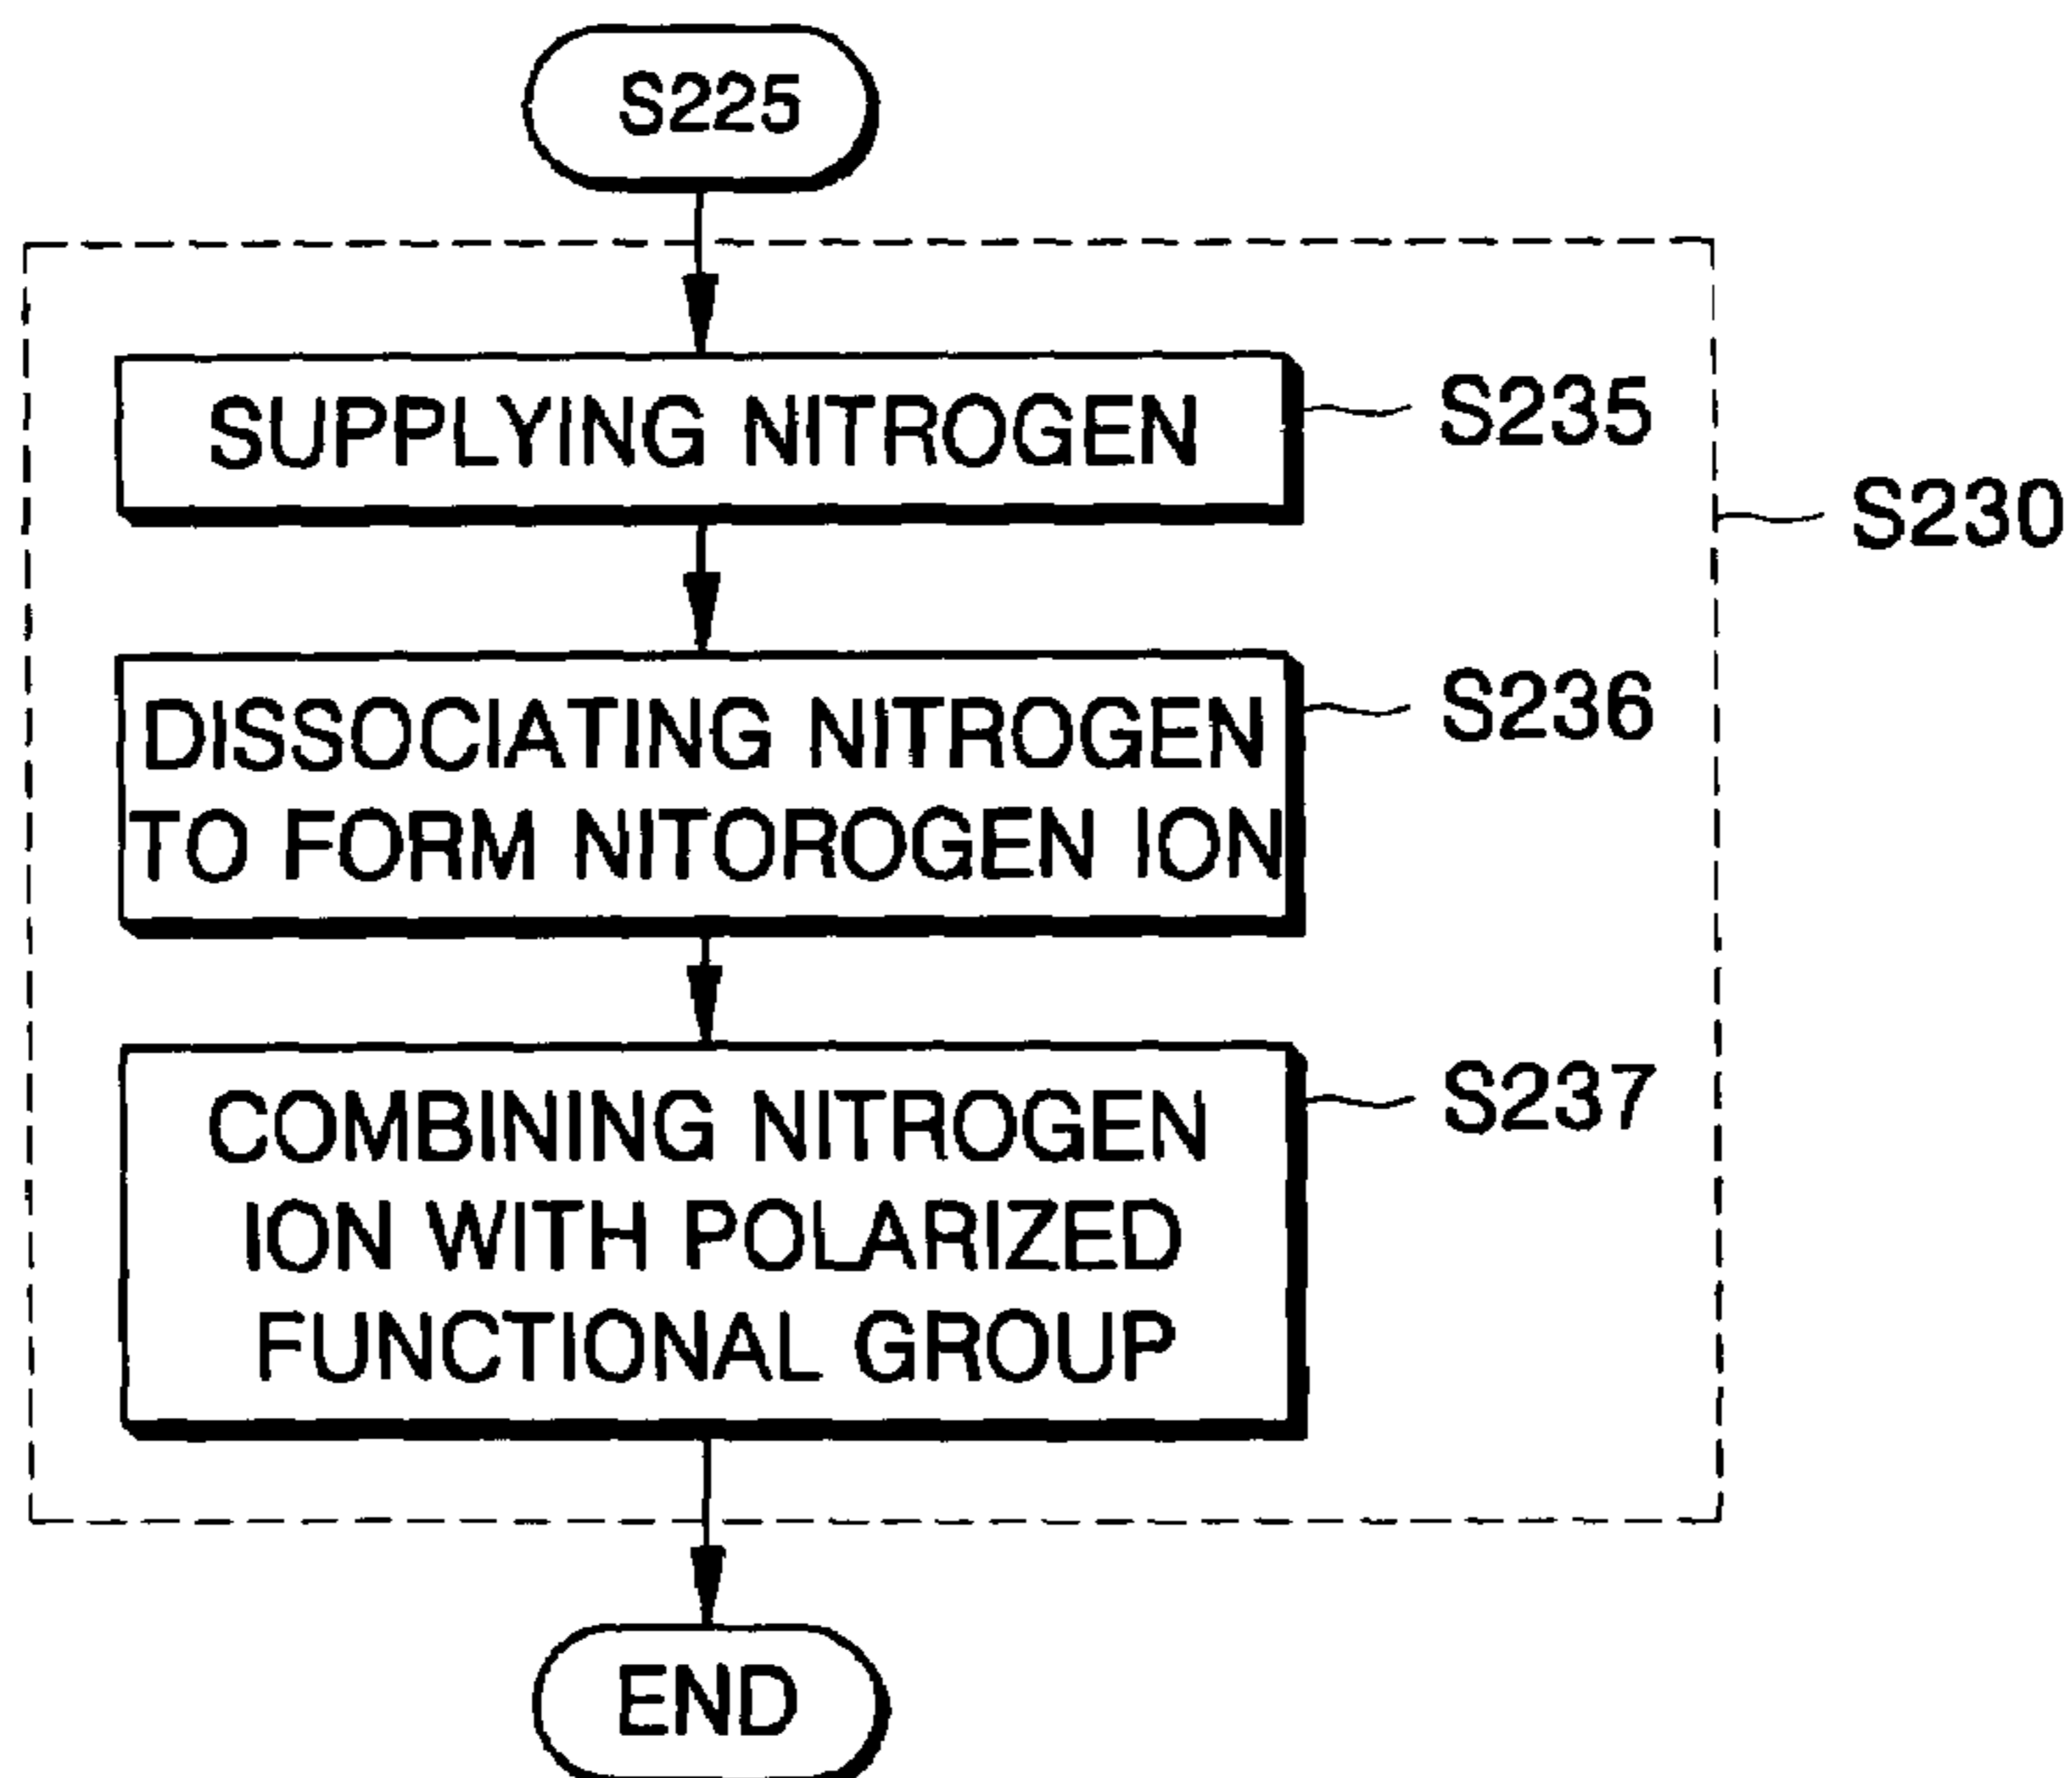 S225
SUPPLYING NITROGEN
S235
S230
DISSOCIATING NITROGEN
TO FORM NITOROGEN ION
S236
COMBINING NITROGEN
ION WITH POLARIZED
FUNCTIONAL GROUP
S237
END